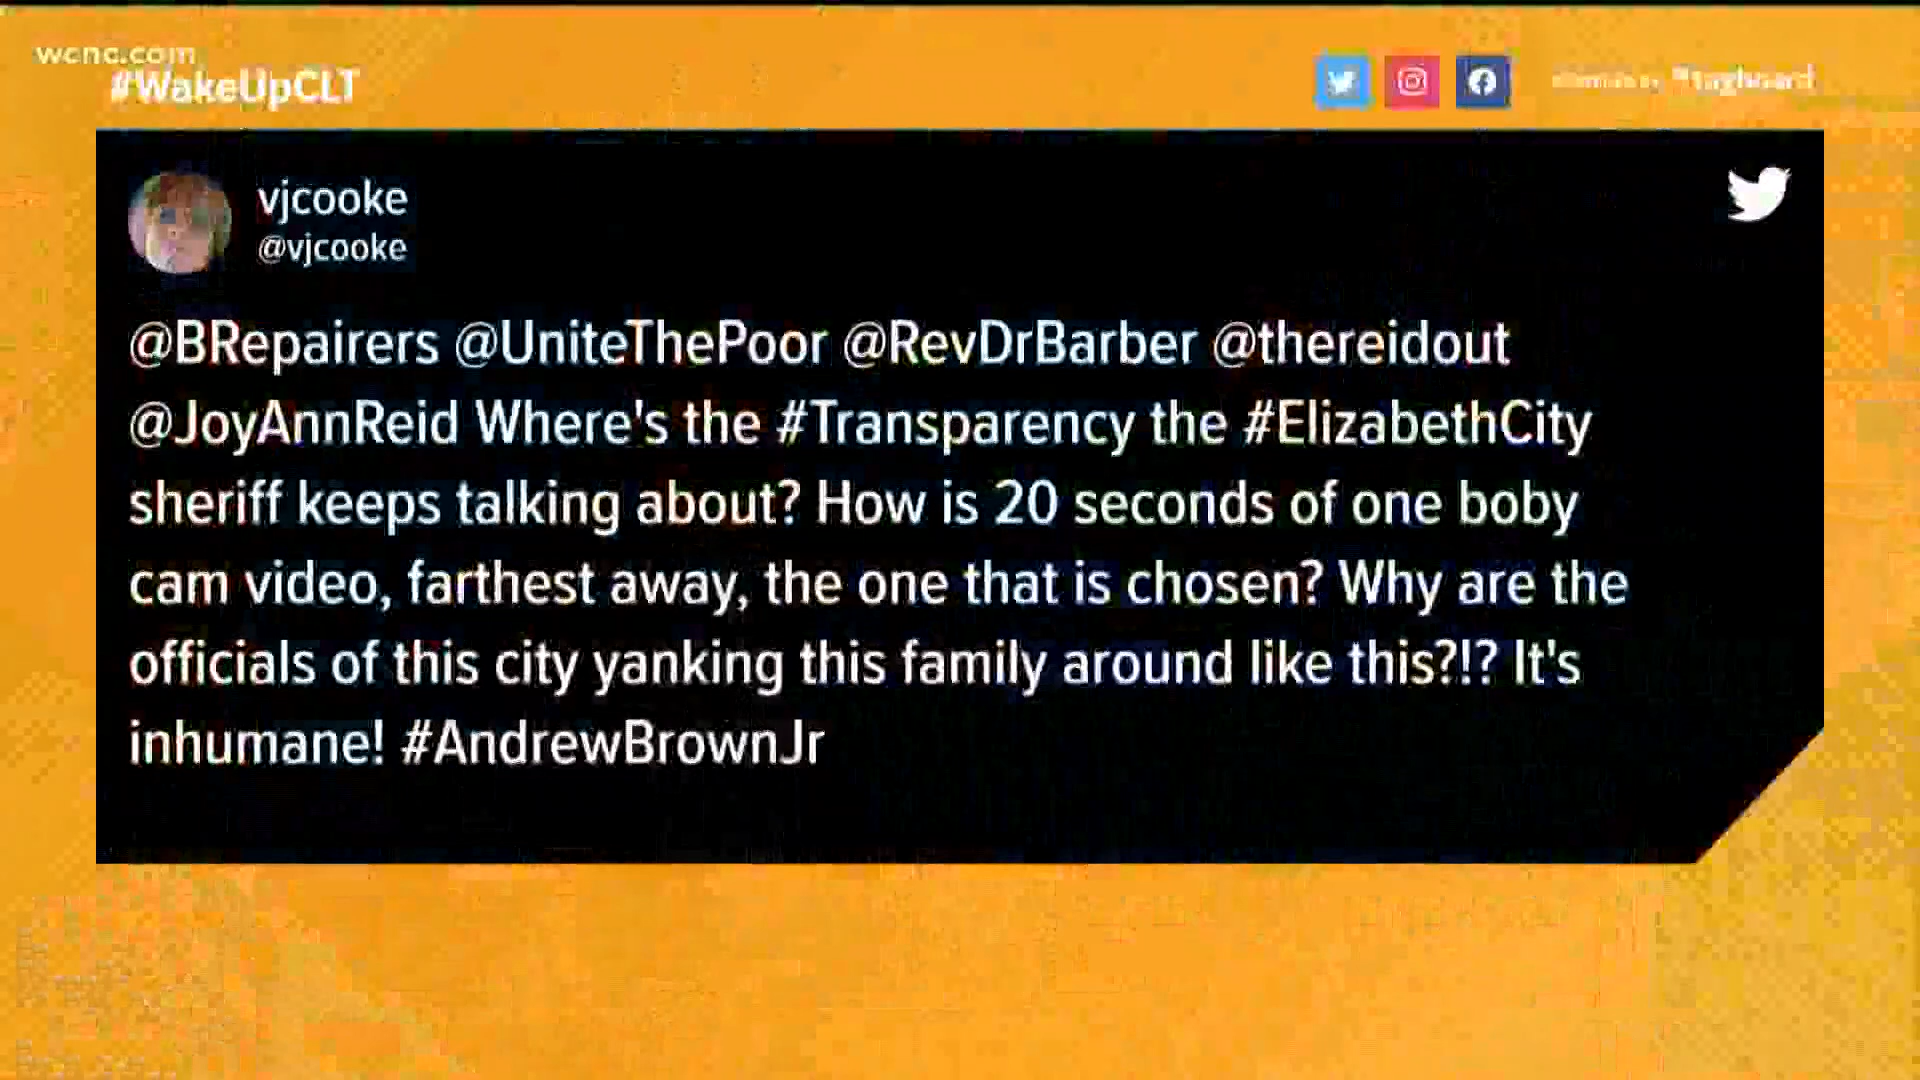 wcnc.com
#WakeUpCLT
#tagboard
vjcooke
@vjcooke
@BRepairers @UniteThePoor @RevDrBarber @thereidout
@JoyAnnReid Where's the #Transparency the #ElizabethCity
sheriff keeps talking about? How is 20 seconds of one boby
cam video, farthest away, the one that is chosen? Why are the
officials of this city yanking this family around like this?!? It's
inhumane! #AndrewBrownJr